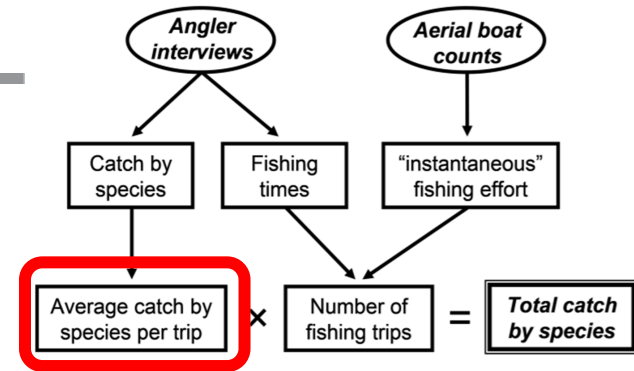 Angler
interviews
Aerial boat
counts
Catch by
species
Fishing
times
“instantaneous”
fishing effort
Average catch by
species per trip
×
Number of
fishing trips
=
Total catch
by species